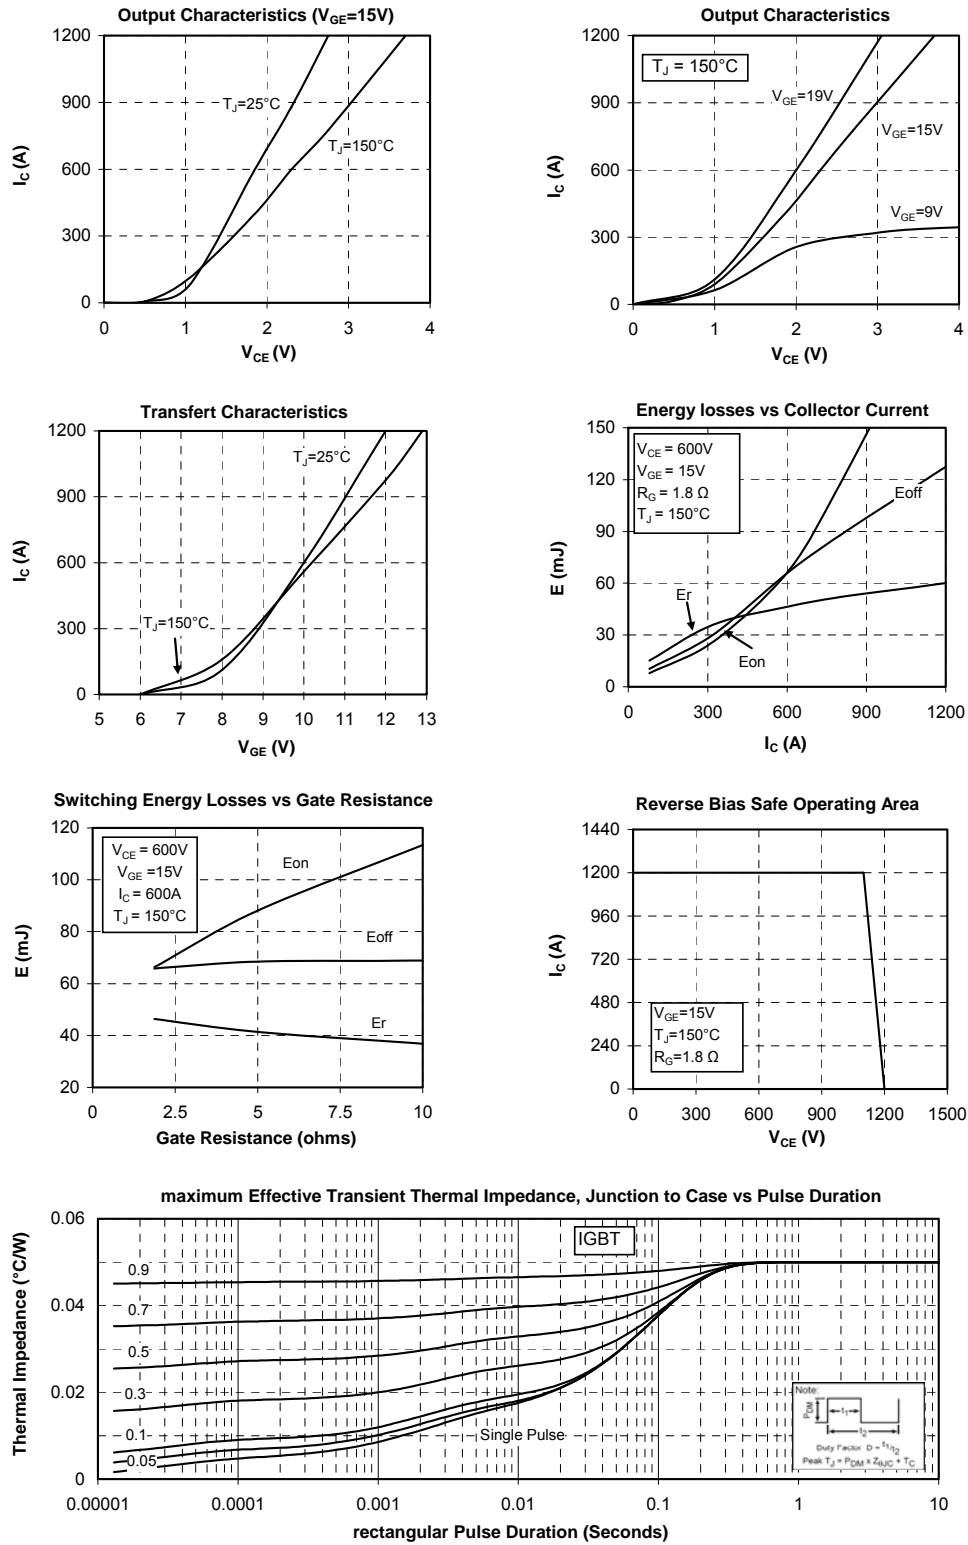 Output Characteristics (VGE=15V)
1200
900
600
300
0
0 1 2 3 4
IC (A)
VCE (V)
TJ=25°C
TJ=150°C
Output Characteristics
1200
900
600
300
0
0 1 2 3 4
IC (A)
VCE (V)
TJ = 150°C
VGE=19V
VGE=15V
VGE=9V
Transfert Characteristics
1200
900
600
300
0
5 6 7 8 9 10 11 12 13
IC (A)
VGE (V)
TJ=25°C
TJ=150°C
Energy losses vs Collector Current
150
120
90
60
30
0
0 300 600 900 1200
E (mJ)
IC (A)
VCE = 600V
VGE = 15V
RG = 1.8 Ω
TJ = 150°C
Eoff
Er
Eon
Switching Energy Losses vs Gate Resistance
120
100
80
60
40
20
0 2.5 5 7.5 10
E (mJ)
Gate Resistance (ohms)
VCE = 600V
VGE =15V
IC = 600A
TJ = 150°C
Eon
Eoff
Er
Reverse Bias Safe Operating Area
1440
1200
960
720
480
240
0
0 300 600 900 1200 1500
IC (A)
VCE (V)
VGE=15V
TJ=150°C
RG=1.8 Ω
maximum Effective Transient Thermal Impedance, Junction to Case vs Pulse Duration
0.06
0.04
0.02
0
0.00001 0.0001 0.001 0.01 0.1 1 10
Thermal Impedance (°C/W)
rectangular Pulse Duration (Seconds)
IGBT
0.9
0.7
0.5
0.3
0.1
0.05
Single Pulse
Note:
PDM
t1
t2
Duty Factor D = t1/t2
Peak TJ = PDM x ZθJC + TC